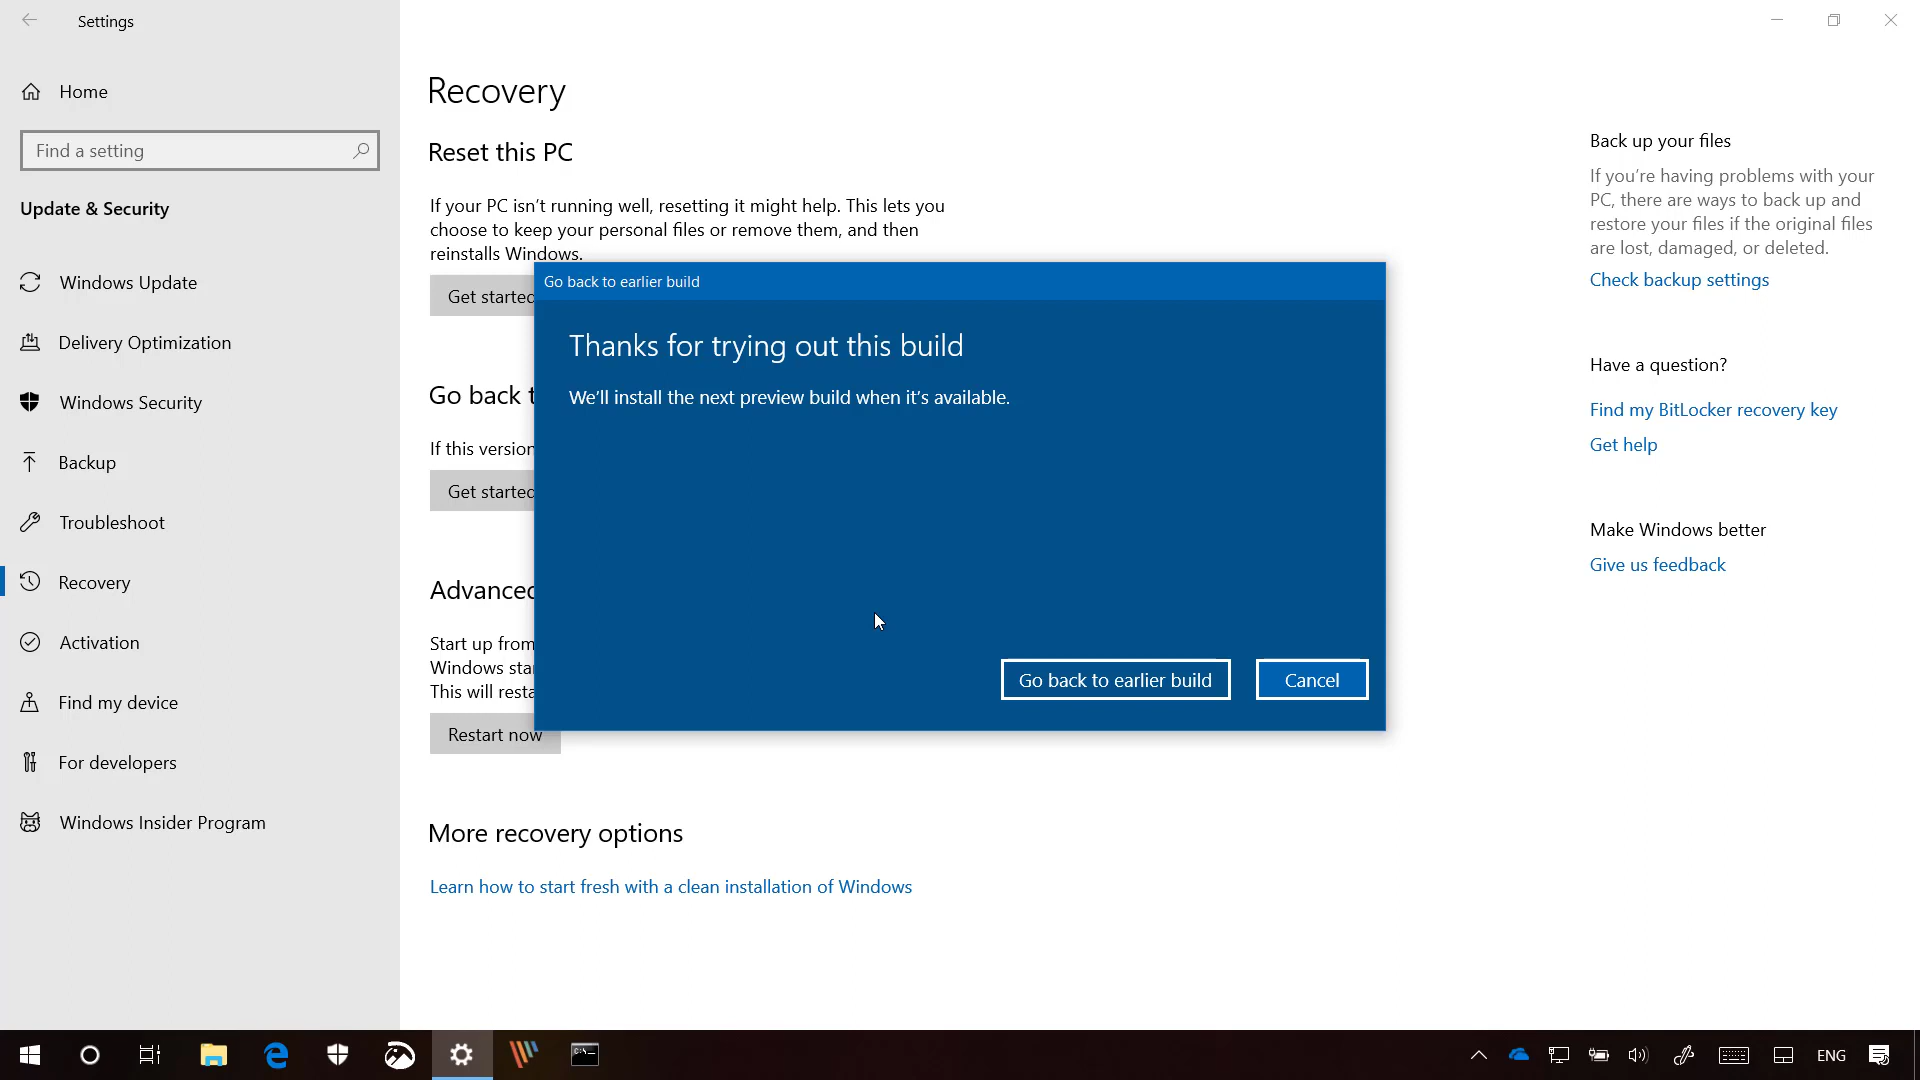 Settings
Home
Find a setting
Update & Security
Windows Update
Delivery Optimization
Windows Security
Backup
Troubleshoot
Recovery
Activation
Find my device
For developers
Windows Insider Program
Recovery
Reset this PC
If your PC isn't running well, resetting it might help. This lets you
choose to keep your personal files or remove them, and then
reinstalls Windows.
Get started
Go back t
If this version
Get started
Advanced
Start up from
Windows sta
This will resta
Restart now
More recovery options
Learn how to start fresh with a clean installation of Windows
Go back to earlier build
Thanks for trying out this build
We'll install the next preview build when it's available.
Go back to earlier build
Cancel
Back up your files
If you're having problems with your
PC, there are ways to back up and
restore your files if the original files
are lost, damaged, or deleted.
Check backup settings
Have a question?
Find my BitLocker recovery key
Get help
Make Windows better
Give us feedback
ENG